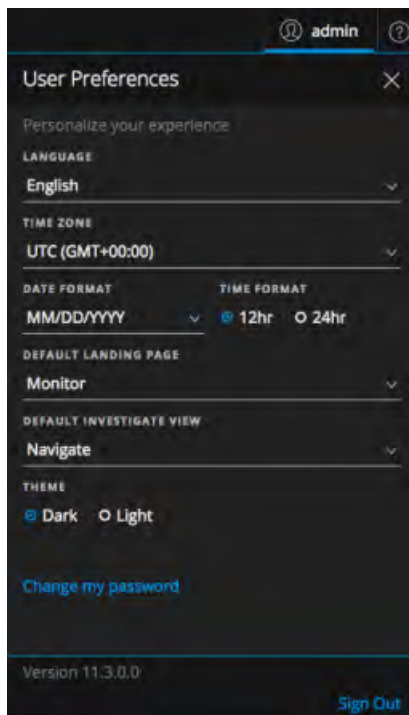 admin ?
User Preferences
Personalize your experience
LANGUAGE
English
TIME ZONE
UTC (GMT+00:00)
DATE FORMAT TIME FORMAT
MM/DD/YYYY 12hr 24hr
DEFAULT LANDING PAGE
Monitor
DEFAULT INVESTIGATE VIEW
Navigate
THEME
Dark Light
Change my password
Version 11.3.0.0
Sign Out